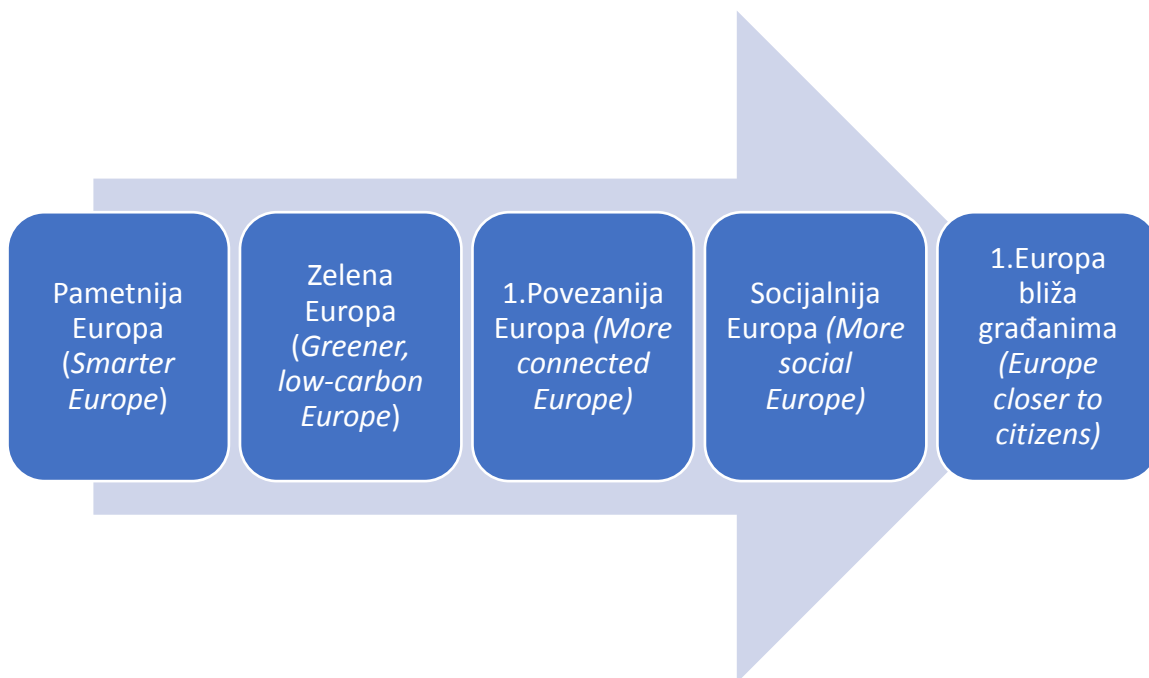 Pametnija
Europa
(Smarter
Europe)
Zelena
Europa
(Greener,
low-carbon
Europe)
1.Povezanija
Europa (More
connected
Europe)
Socijalnija
Europa (More
social
Europe)
1.Europa
bliža
građanima
(Europe
closer to
citizens)